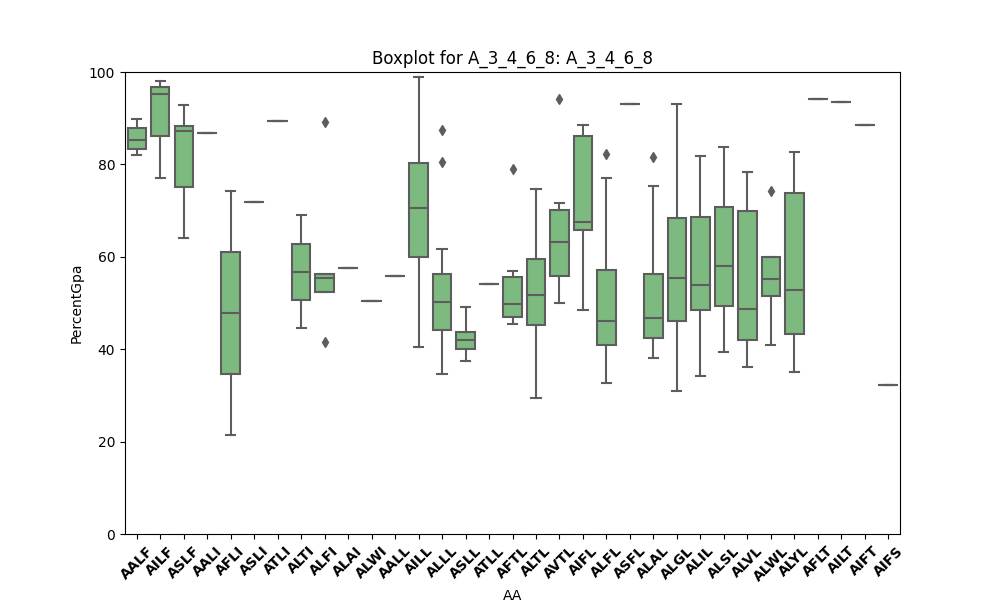 Boxplot for A_3_4_6_8: A_3_4_6_8
100
80
60
40
20
0
PercentGpa
AALF AILF ASLF AALI AFLI ASLI ATLI ALTI ALFI ALAI ALWI AALL AILL ALLL ASLL ATLL AFTL ALTL AVTL AIFL ALFL ASFL ALAL ALGL ALIL ALSL ALVL ALWL ALYL AFLT AILT AIFT AIFS
AA